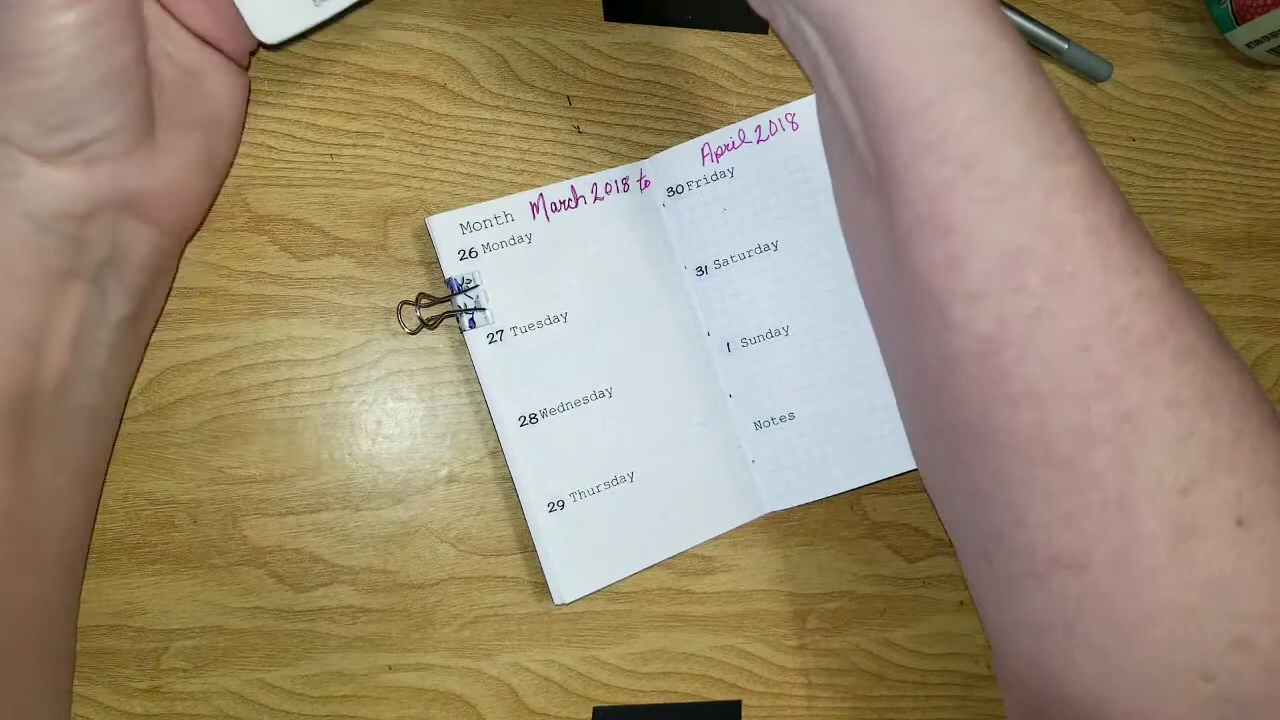 Month March 2018 to
26 Monday
27 Tuesday
28 Wednesday
29 Thursday
April 2018
30 Friday
31 Saturday
1 Sunday
Notes